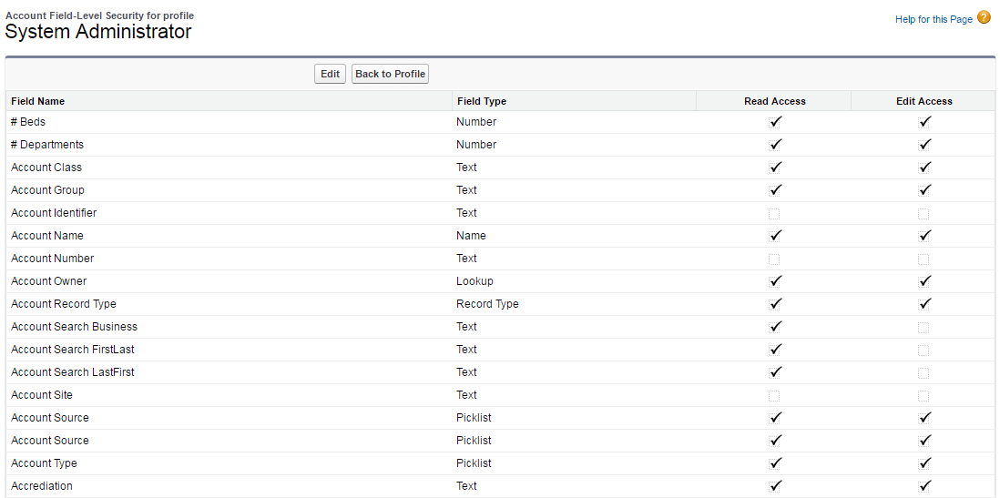 Account Field-Level Security for profile
System Administrator
Help for this Page ?
Edit Back to Profile
Field Name Field Type Read Access Edit Access
# Beds Number
# Departments Number
Account Class Text
Account Group Text
Account Identifier Text
Account Name Name
Account Number Text
Account Owner Lookup
Account Record Type Record Type
Account Search Business Text
Account Search FirstLast Text
Account Search LastFirst Text
Account Site Text
Account Source Picklist
Account Source Picklist
Account Type Picklist
Accrediation Text